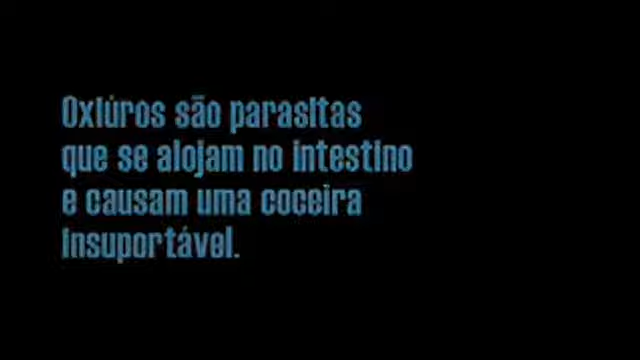 Oxiúros são parasitas
que se alojam no intestino
e causam uma coceira
insuportável.